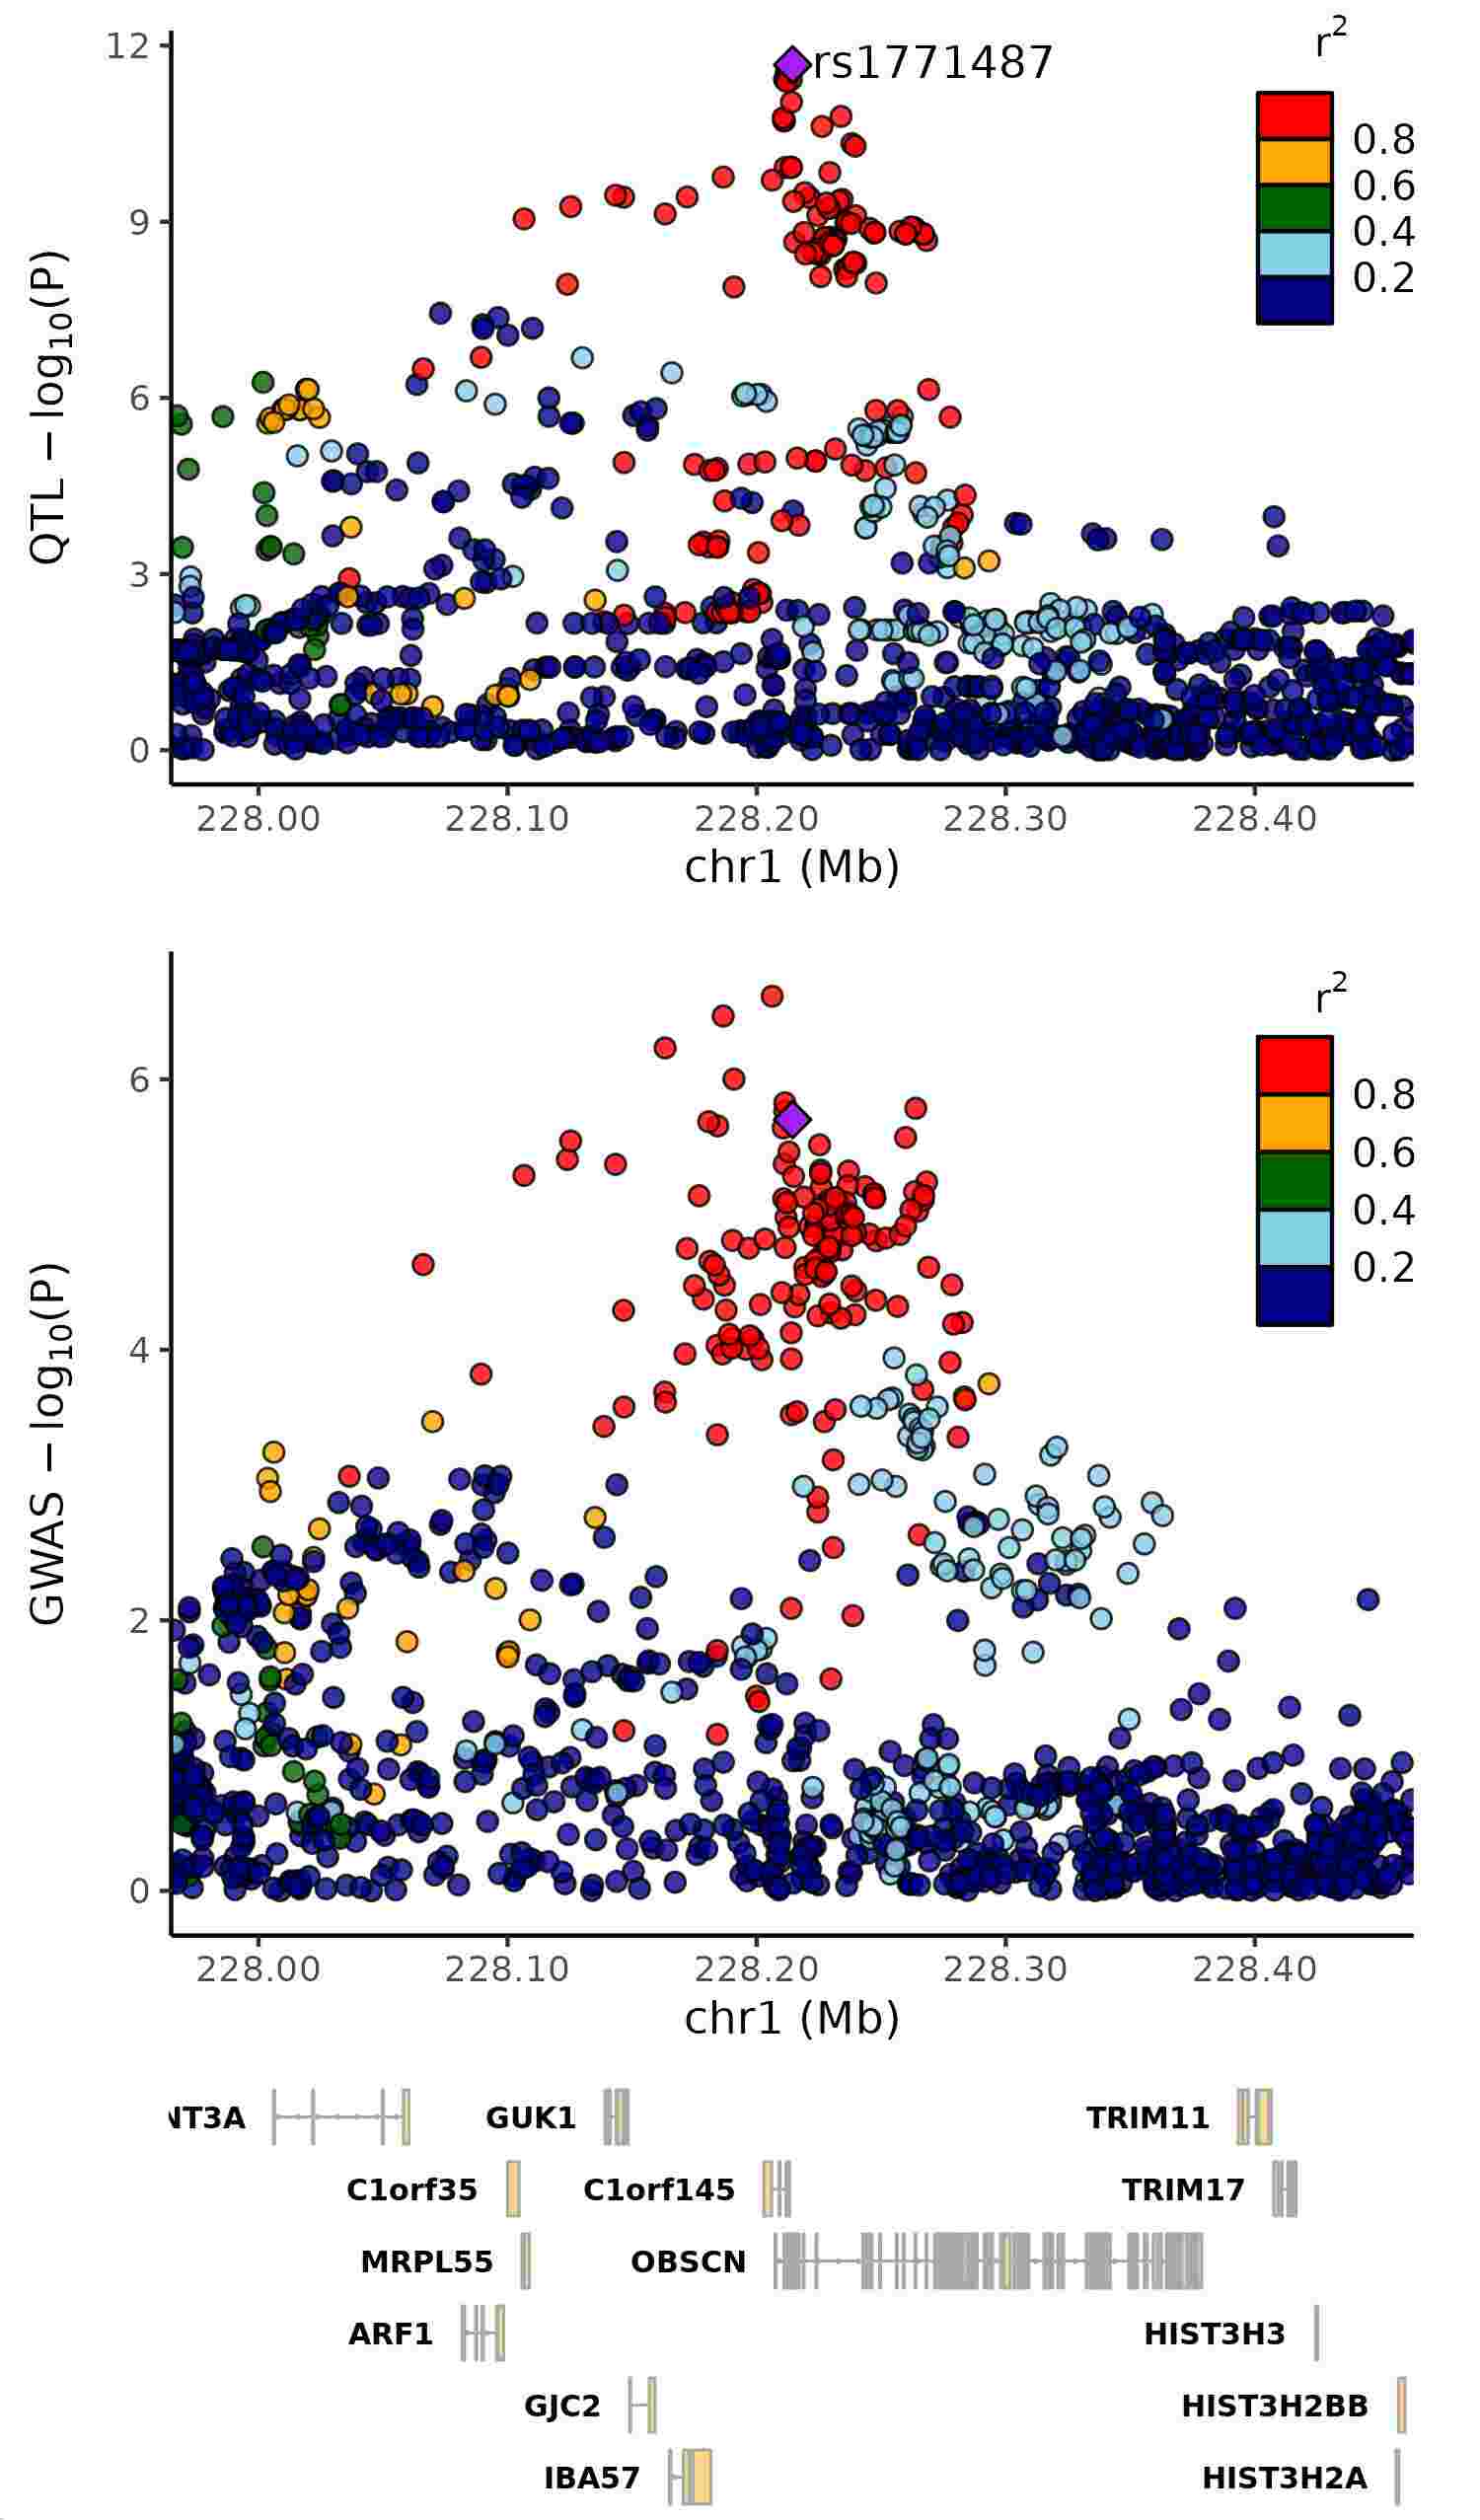 r²
12
rs1771487
0.8
0.6
0.4
0.2
9
6
3
0
QTL − log₁₀(P)
228.00 228.10 228.20 228.30 228.40
chr1 (Mb)
r²
0.8
0.6
0.4
0.2
6
4
2
0
GWAS − log₁₀(P)
228.00 228.10 228.20 228.30 228.40
chr1 (Mb)
NT3A GUK1 TRIM11
C1orf35 C1orf145 TRIM17
MRPL55 OBSCN
ARF1 HIST3H3
GJC2 HIST3H2BB
IBA57 HIST3H2A